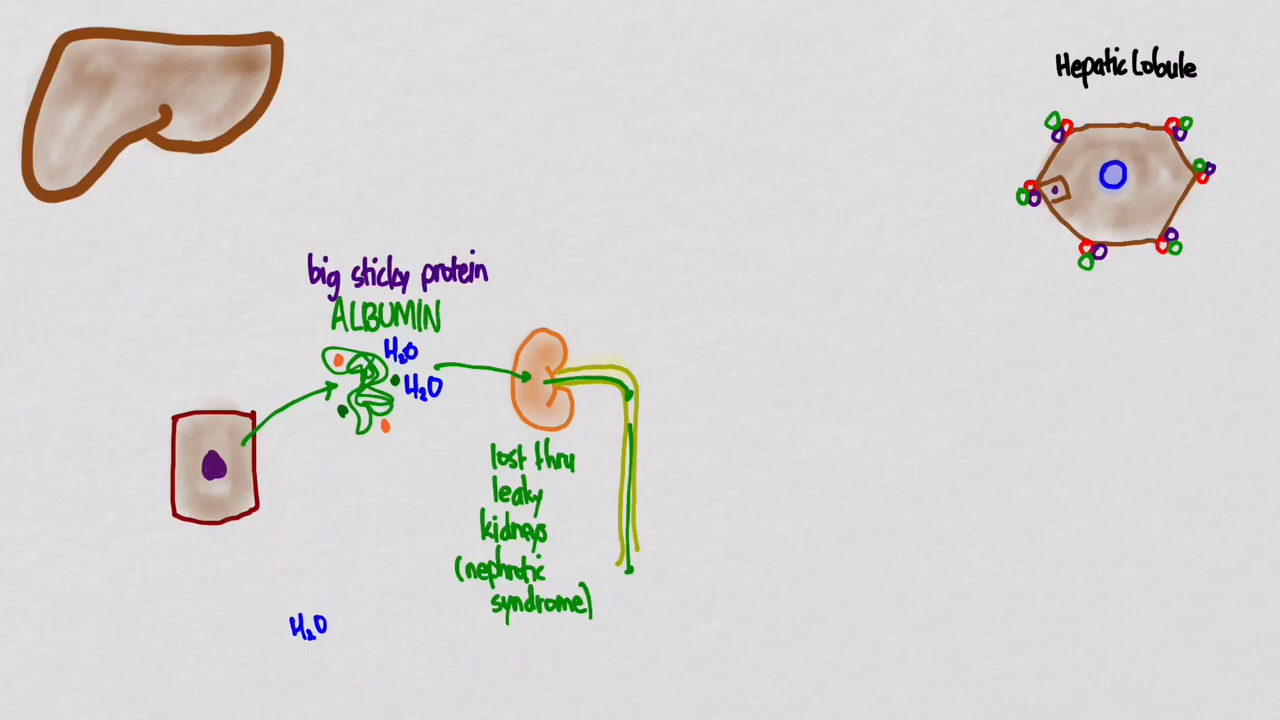 Hepatic Lobule
big sticky protein
ALBUMIN
H₂O
H₂O
lost thru
leaky
kidneys
(nephrotic
syndrome)
H₂O